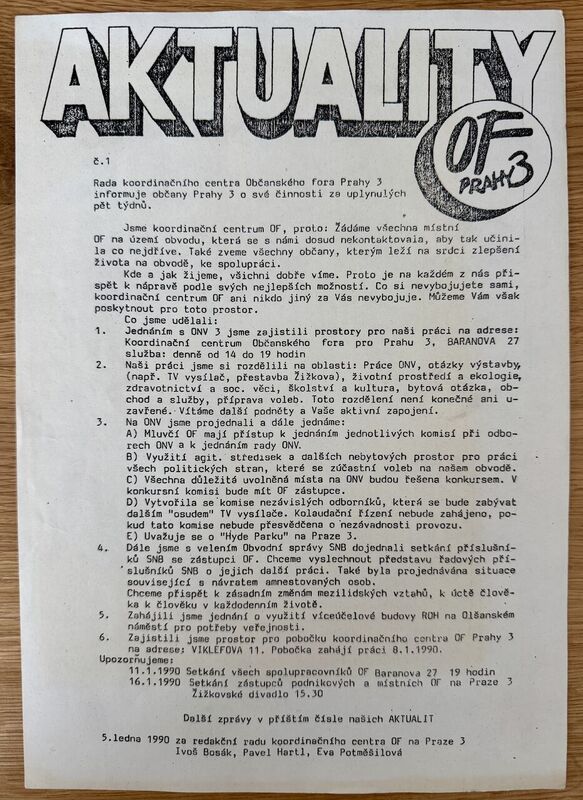 AKTUALITY
OF
PRAHY 3
č.1
Rada koordinačního centra Občanského fora Prahy 3
informuje občany Prahy 3 o své činnosti za uplynulých
pět týdnů.
Jsme koordinační centrum OF, proto: Žádáme všechna místní
OF na území obvodu, která se s námi dosud nekontaktovala, aby tak učini-
la co nejdříve. Také zveme všechny občany, kterým leží na srdci zlepšení
života na obvodě, ke spolupráci.
Kde a jak žijeme, všichni dobře víme. Proto je na každém z nás při-
spět k nápravě podle svých nejlepších možností. Co si nevybojujete sami,
koordinační centrum OF ani nikdo jiný za Vás nevybojuje. Můžeme Vám však
poskytnout pro toto prostor.
Co jsme udělali:
1. Jednáním s ONV 3 jsme zajistili prostory pro naši práci na adrese:
Koordinační centrum Občanského fora pro Prahu 3, BARANOVA 27
služba: denně od 14 do 19 hodin
2. Naši práci jsme si rozdělili na oblasti: Práce ONV, otázky výstavby,
(např. TV vysílač, přestavba Žižkova), životní prostředí a ekologie,
zdravotnictví a soc. věci, školství a kultura, bytová otázka, ob-
chod a služby, příprava voleb. Toto rozdělení není konečné ani u-
zavřené. Vítáme další podněty a Vaše aktivní zapojení.
3. Na ONV jsme projednali a dále jednáme:
A) Mluvčí OF mají přístup k jednáním jednotlivých komisí při odbo-
rech ONV a k jednáním rady ONV.
B) Využití agit. středisek a dalších nebytových prostor pro práci
všech politických stran, které se zúčastní voleb na našem obvodě.
C) Všechna důležitá uvolněná místa na ONV budou řešena konkursem. V
konkursní komisi bude mít OF zástupce.
D) Vytvořila se komise nezávislých odborníků, která se bude zabývat
dalším "osudem" TV vysílače. Kolaudační řízení nebude zahájeno, po-
kud tato komise nebude přesvědčena o nezávadnosti provozu.
E) Uvažuje se o "Hyde Parku" na Praze 3.
4. Dále jsme s velením Obvodní správy SNB dojednali setkání příslušní-
ků SNB se zástupci OF. Chceme vyslechnout představu řadových pří-
slušníků SNB o jejich další práci. Také byla projednávána situace
související s návratem amnestovaných osob.
Chceme přispět k zásadním změnám mezilidských vztahů, k úctě člově-
ka k člověku v každodenním životě.
5. Zahájili jsme jednání o využití víceúčelové budovy ROH na Olšanském
náměstí pro potřeby veřejnosti.
6. Zajistili jsme prostor pro pobočku koordinačního centra OF Prahy 3
na adrese: VIKLEFOVA 11. Pobočka zahájí práci 8.1.1990.
Upozorňujeme:
11.1.1990 Setkání všech spolupracovníků OF Baranova 27 19 hodin
16.1.1990 Setkání zástupců podnikových a místních OF na Praze 3
Žižkovské divadlo 15.30
Další zprávy v příštím čísle našich AKTUALIT
5.ledna 1990 za redakční radu koordinačního centra OF na Praze 3
Ivoš Bosák, Pavel Hartl, Eva Potměšilová